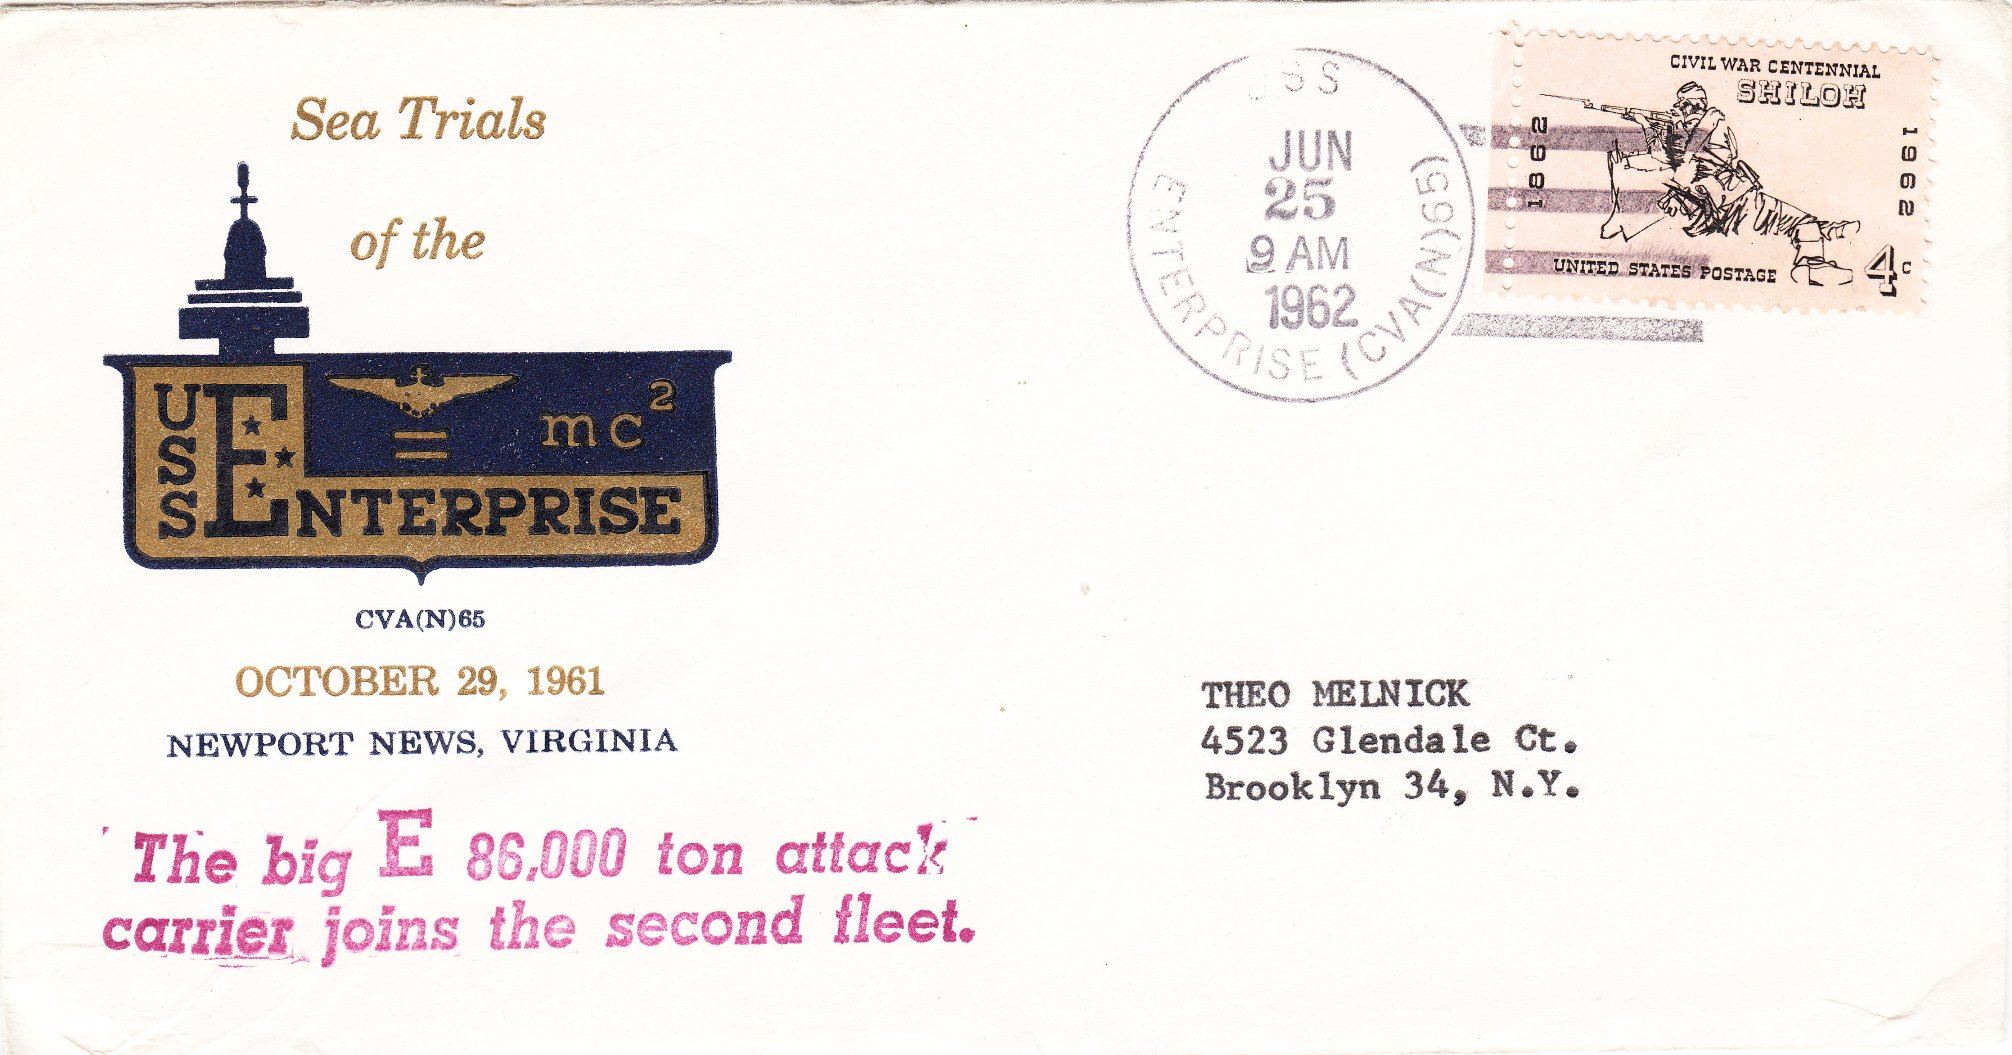 Sea Trials
of the
USS ENTERPRISE
= mc²
CVA(N)65
OCTOBER 29, 1961
NEWPORT NEWS, VIRGINIA
The big E 86,000 ton attack
carrier joins the second fleet.
USS ENTERPRISE (CVA(N)65)
JUN
25
9 AM
1962
CIVIL WAR CENTENNIAL
SHILOH
1862
1962
UNITED STATES POSTAGE
4c
THEO MELNICK
4523 Glendale Ct.
Brooklyn 34, N.Y.